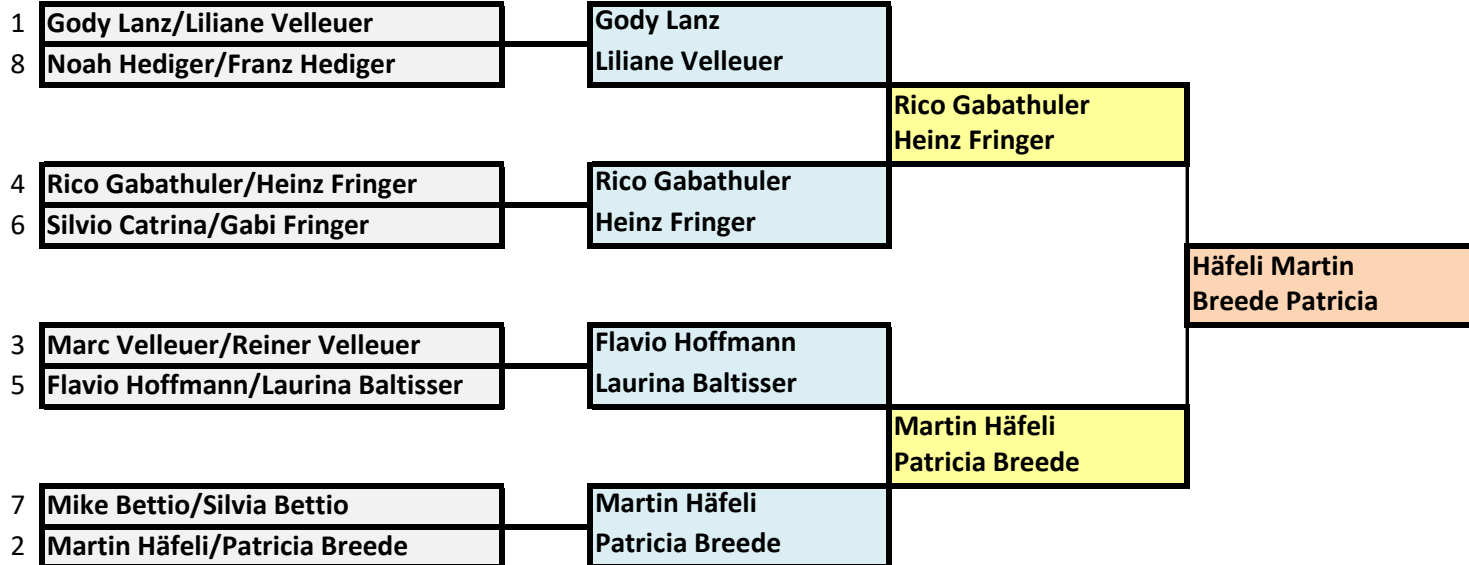 1 Gody Lanz/Liliane Velleuer
8 Noah Hediger/Franz Hediger
4 Rico Gabathuler/Heinz Fringer
6 Silvio Catrina/Gabi Fringer
3 Marc Velleuer/Reiner Velleuer
5 Flavio Hoffmann/Laurina Baltisser
7 Mike Bettio/Silvia Bettio
2 Martin Häfeli/Patricia Breede
Gody Lanz
Liliane Velleuer
Rico Gabathuler
Heinz Fringer
Flavio Hoffmann
Laurina Baltisser
Martin Häfeli
Patricia Breede
Rico Gabathuler
Heinz Fringer
Martin Häfeli
Patricia Breede
Häfeli Martin
Breede Patricia